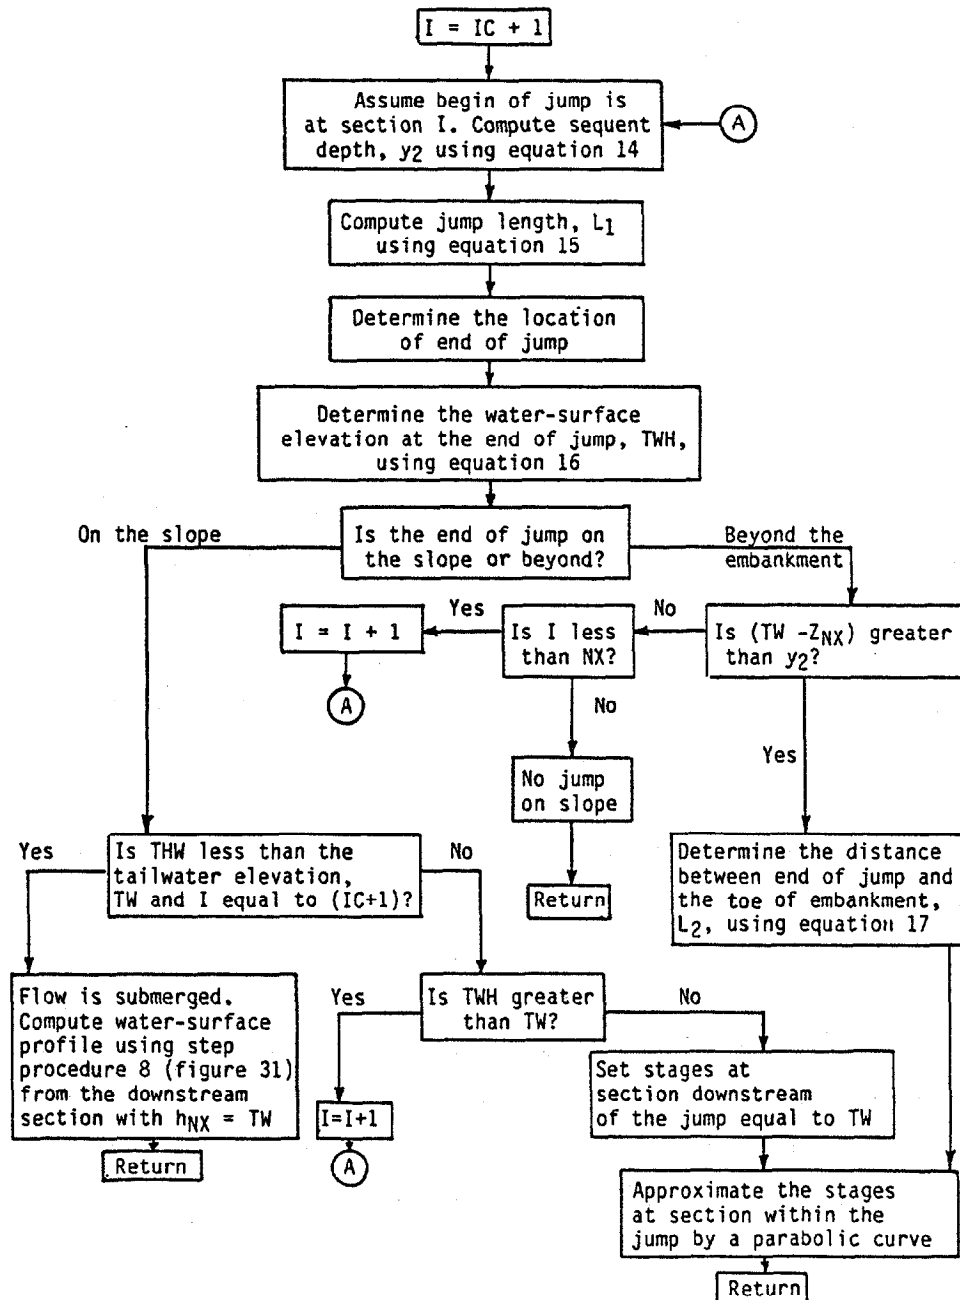 I = IC + 1
Assume begin of jump is
at section I. Compute sequent
depth, y2 using equation 14
A
Compute jump length, L1
using equation 15
Determine the location
of end of jump
Determine the water-surface
elevation at the end of jump, TWH,
using equation 16
On the slope
Is the end of jump on
the slope or beyond?
Beyond the
embankment
I = I + 1
Yes
Is I less
than NX?
No
Is (TW -ZNX) greater
than y2?
A
No
Yes
No jump
on slope
Return
Yes
Is THW less than the
tailwater elevation,
TW and I equal to (IC+1)?
No
Determine the distance
between end of jump and
the toe of embankment,
L2, using equation 17
Flow is submerged.
Compute water-surface
profile using step
procedure 8 (figure 31)
from the downstream
section with hNX = TW
Return
Yes
Is TWH greater
than TW?
No
I=I+1
A
Set stages at
section downstream
of the jump equal to TW
Approximate the stages
at section within the
jump by a parabolic curve
Return